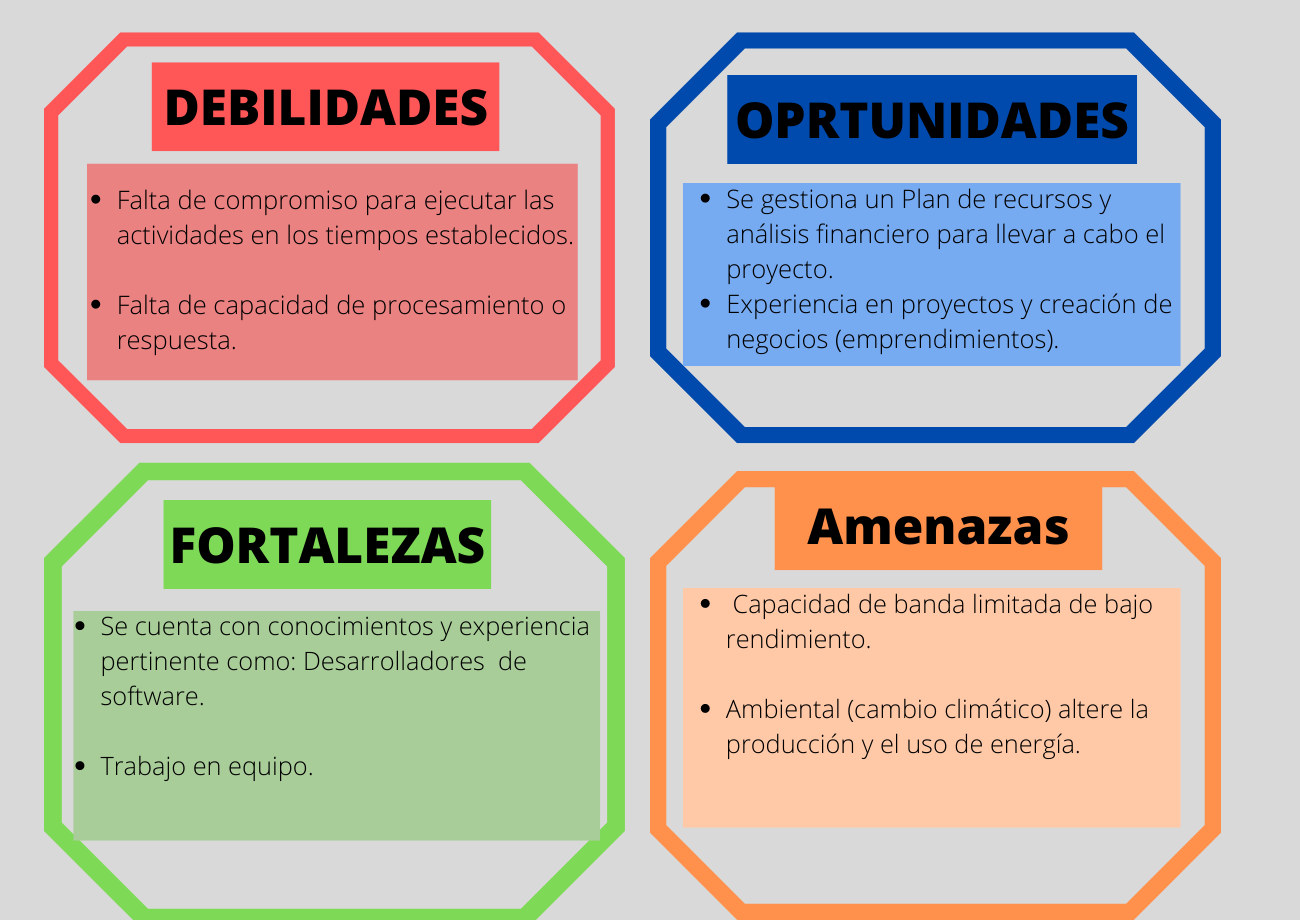 DEBILIDADES
• Falta de compromiso para ejecutar las
actividades en los tiempos establecidos.
• Falta de capacidad de procesamiento o
respuesta.
OPRTUNIDADES
• Se gestiona un Plan de recursos y
análisis financiero para llevar a cabo el
proyecto.
• Experiencia en proyectos y creación de
negocios (emprendimientos).
FORTALEZAS
• Se cuenta con conocimientos y experiencia
pertinente como: Desarrolladores  de
software.
• Trabajo en equipo.
Amenazas
• Capacidad de banda limitada de bajo
rendimiento.
• Ambiental (cambio climático) altere la
producción y el uso de energía.